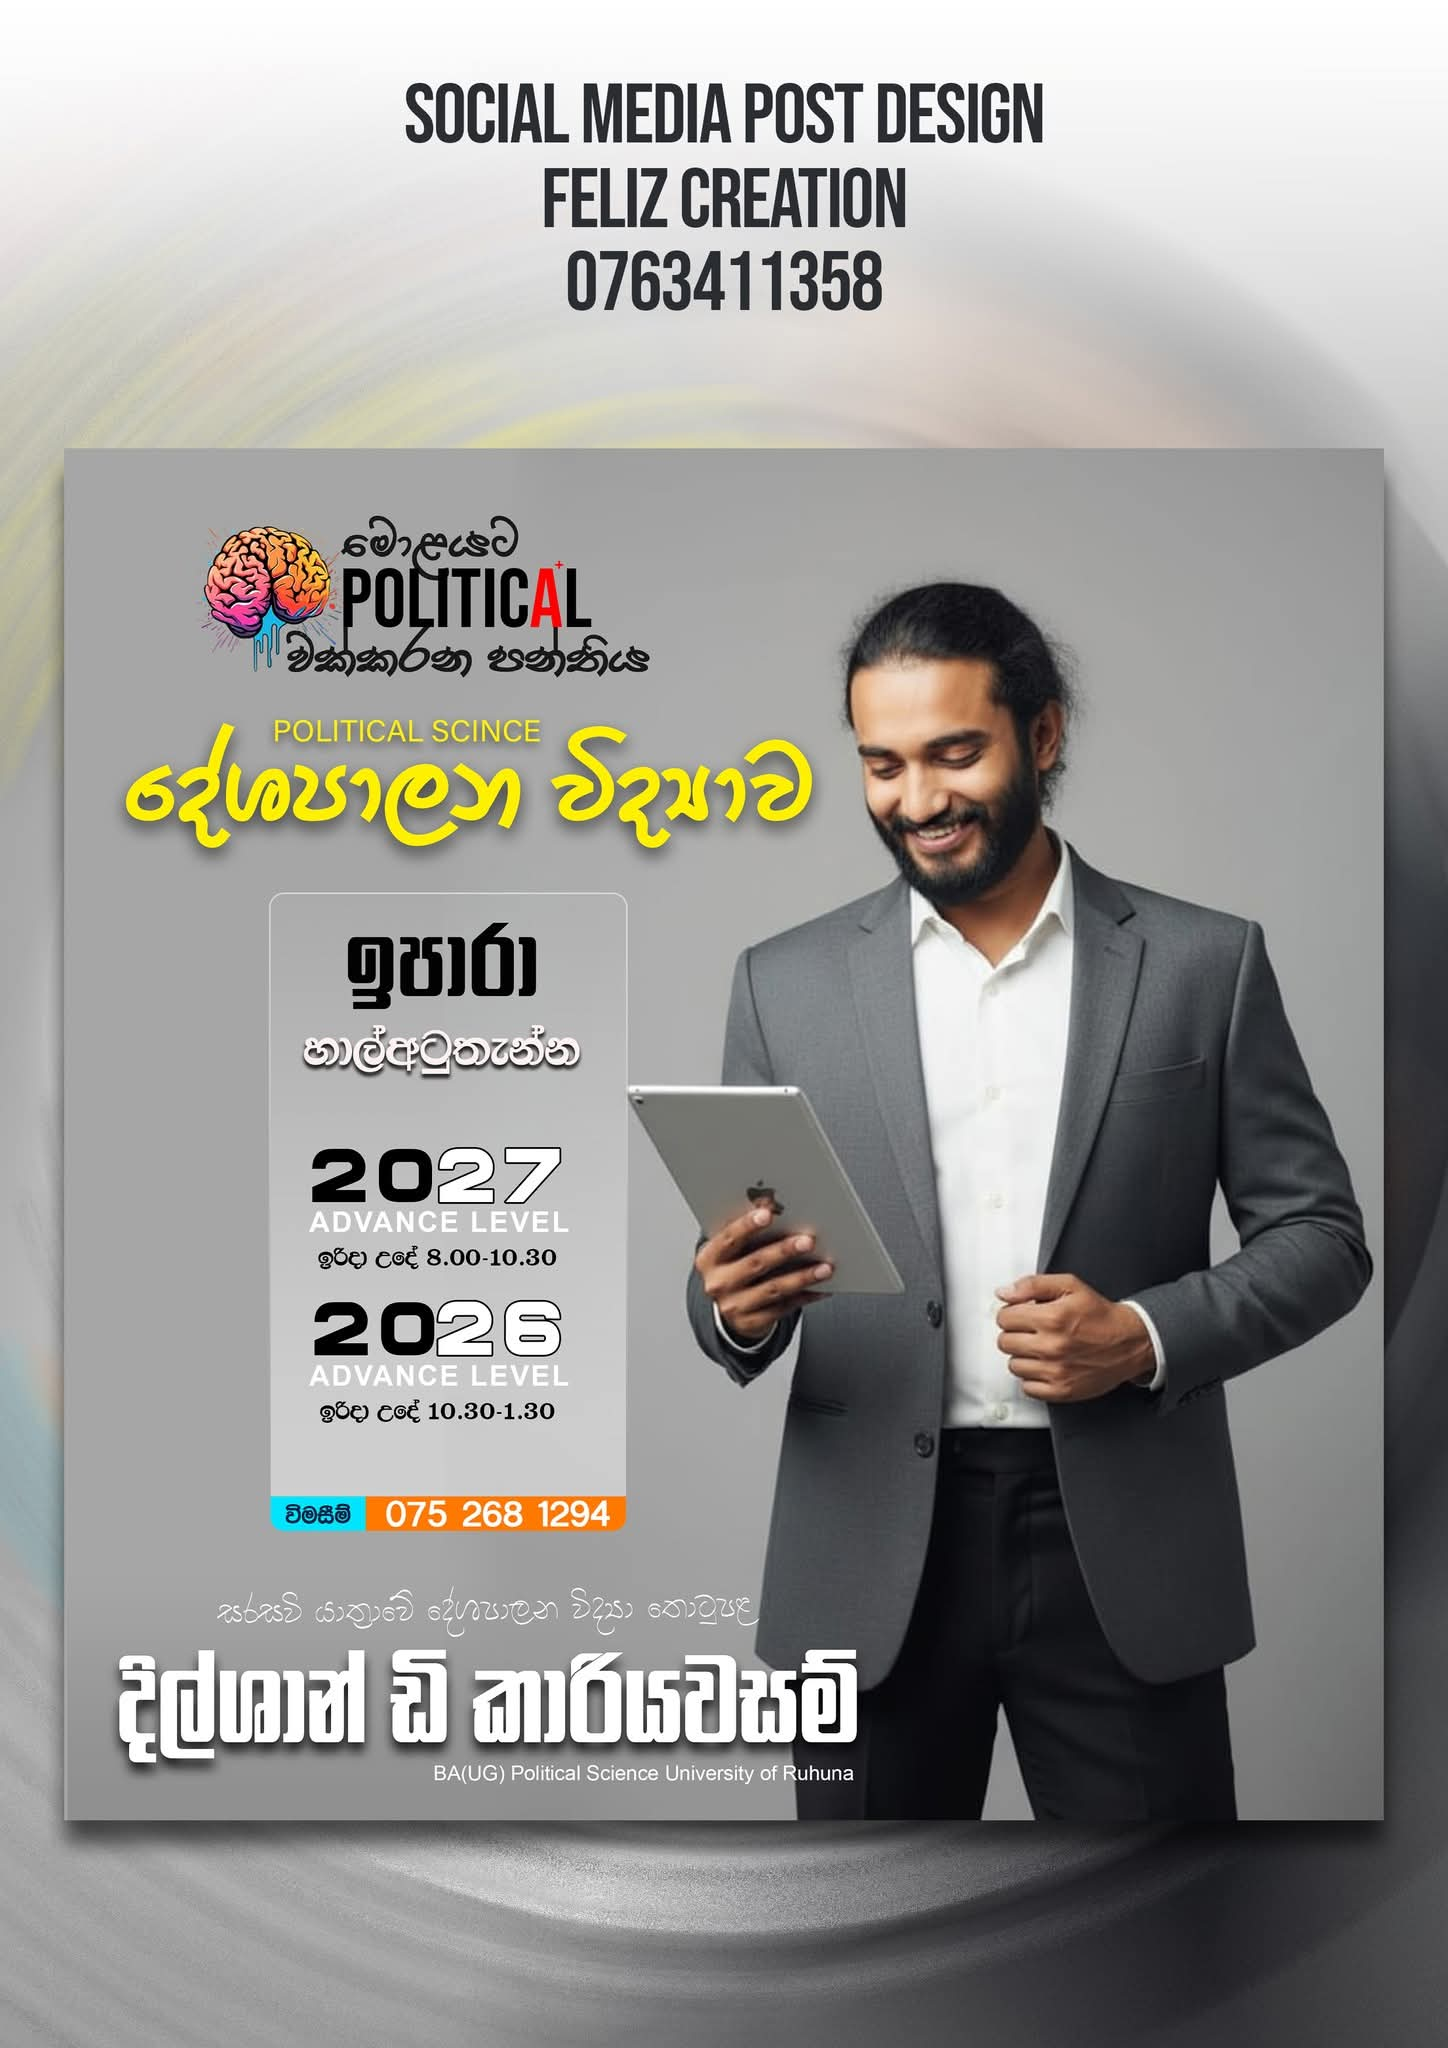 SOCIAL MEDIA POST DESIGN
FELIZ CREATION
0763411358
මොළයට
POLITICAL
වක්කරන පන්තිය
POLITICAL SCINCE
දේශපාලන විද්‍යාව
ඉපාරා
හාල්අටුතැන්න
2027
ADVANCE LEVEL
ඉරිදා උදේ 8.00-10.30
2026
ADVANCE LEVEL
ඉරිදා උදේ 10.30-1.30
විමසීම් 075 268 1294
සරසවි යාත්‍රාවේ දේශපාලන විද්‍යා තොටුපළ
දිල්ශාන් ඩි කාරියවසම්
BA(UG) Political Science University of Ruhuna